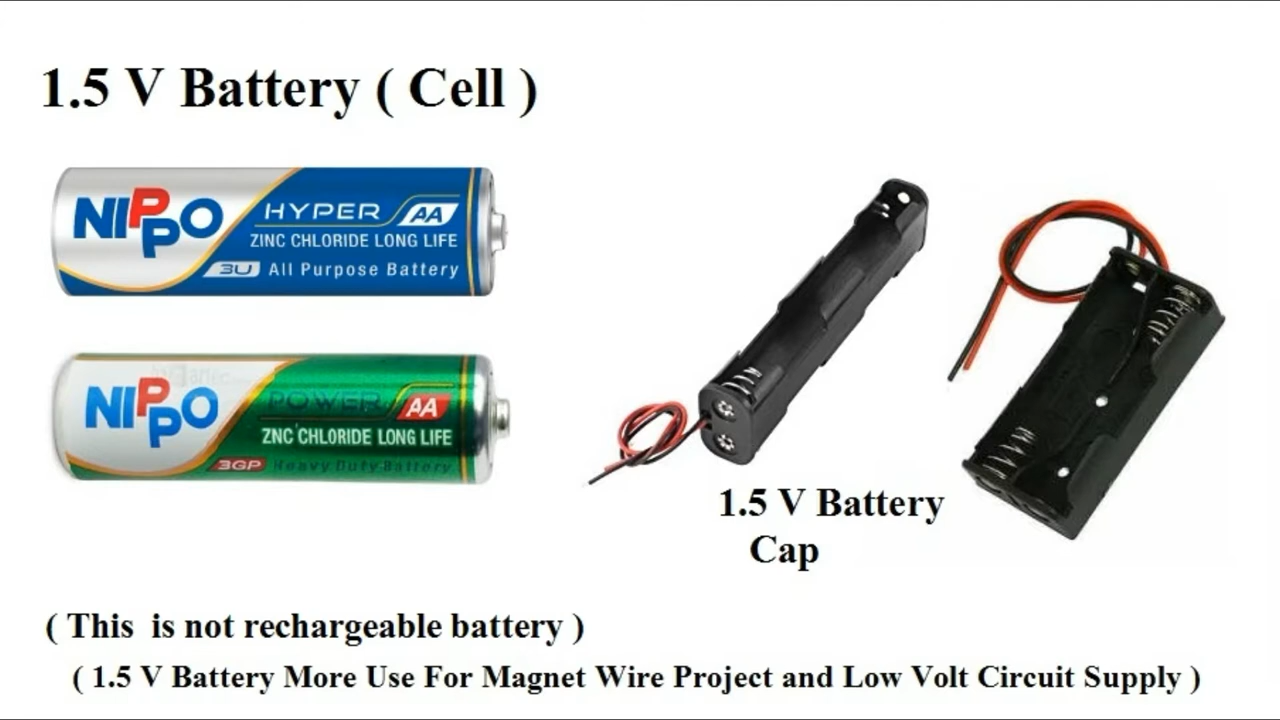 1.5 V Battery ( Cell )
NIPPO
HYPER AA
ZINC CHLORIDE LONG LIFE
3U All Purpose Battery
NIPPO
POWER AA
ZNC CHLORIDE LONG LIFE
3GP Heavy Duty Battery
1.5 V Battery
Cap
( This is not rechargeable battery )
( 1.5 V Battery More Use For Magnet Wire Project and Low Volt Circuit Supply )